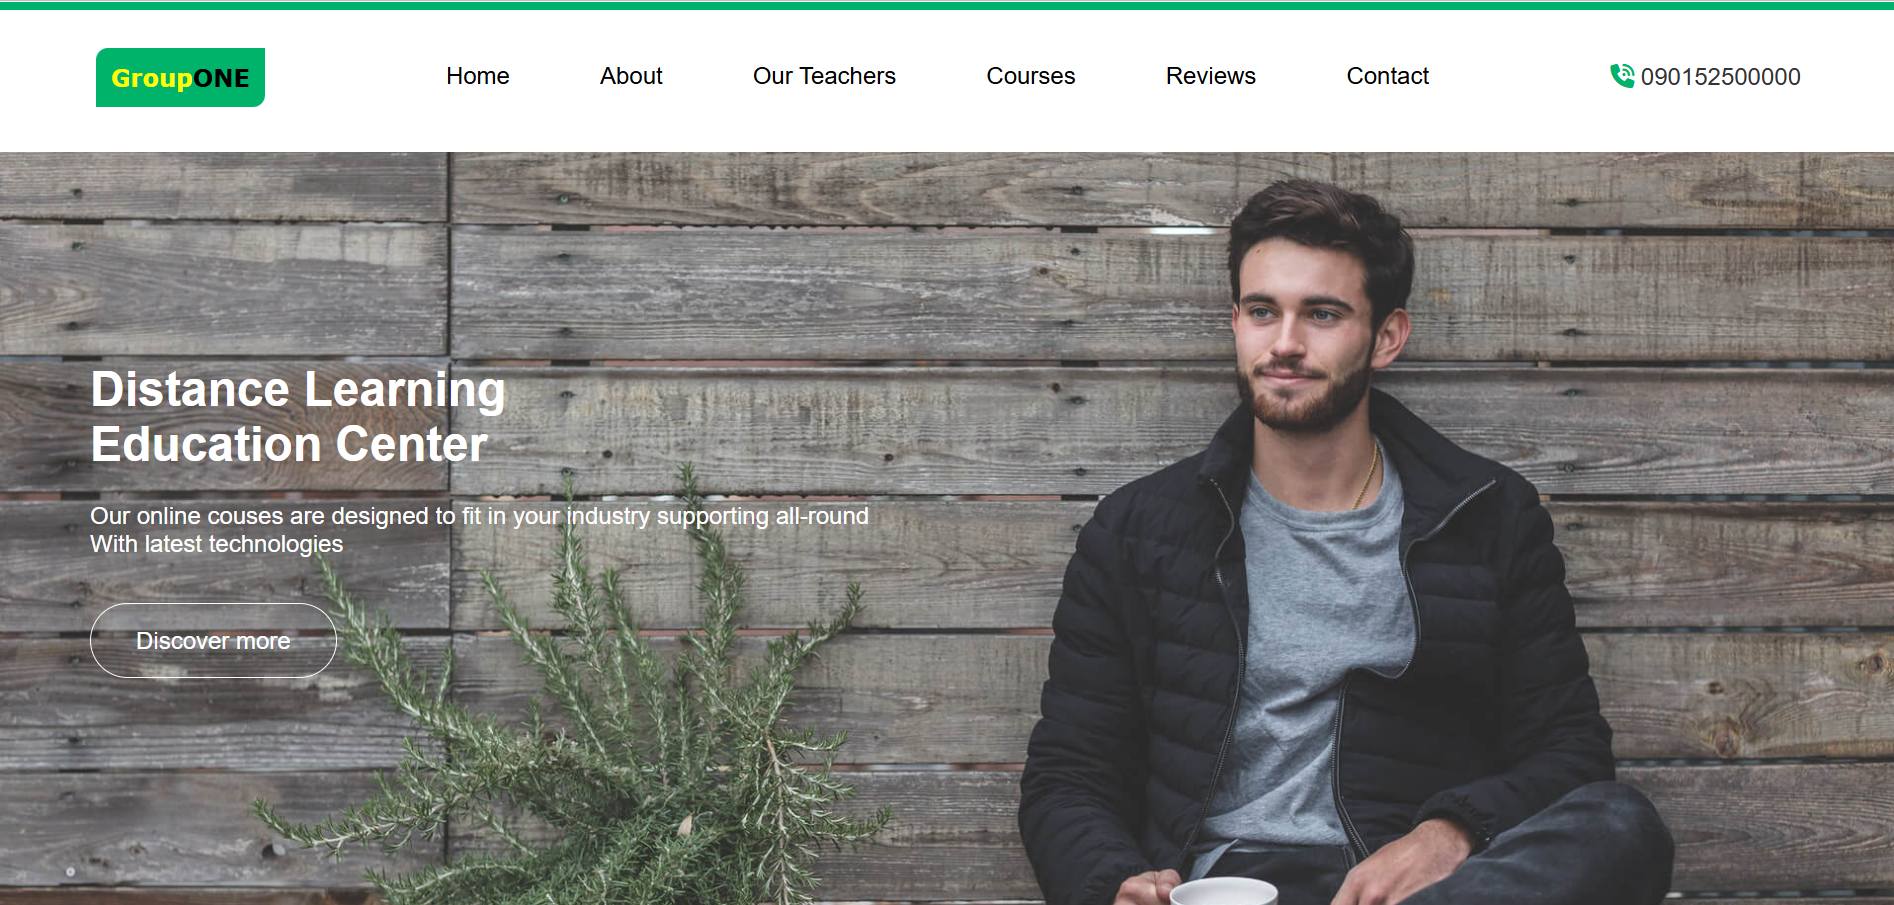 GroupONE
Home
About
Our Teachers
Courses
Reviews
Contact
090152500000
Distance Learning
Education Center
Our online couses are designed to fit in your industry supporting all-round
With latest technologies
Discover more